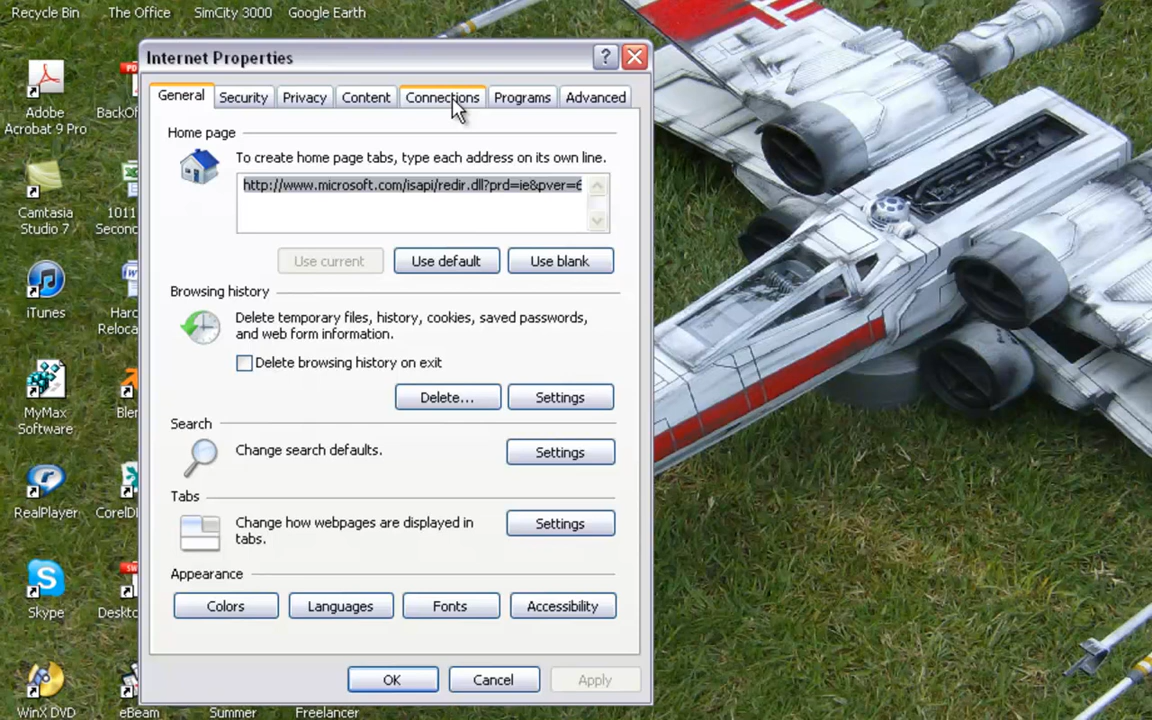 Recycle Bin
The Office
SimCity 3000
Google Earth
Internet Properties
General
Security
Privacy
Content
Connections
Programs
Advanced
Adobe
Acrobat 9 Pro
Home page
To create home page tabs, type each address on its own line.
http://www.microsoft.com/isapi/redir.dll?prd=ie&pver=6
Camtasia
Studio 7
1011
Use current
Use default
Use blank
iTunes
Browsing history
Delete temporary files, history, cookies, saved passwords,
and web form information.
Delete browsing history on exit
Delete...
Settings
MyMax
Software
Search
Change search defaults.
Settings
RealPlayer
Tabs
Change how webpages are displayed in
tabs.
Settings
Skype
Appearance
Colors
Languages
Fonts
Accessibility
WinX DVD
eBeam
Summer
Freelancer
OK
Cancel
Apply